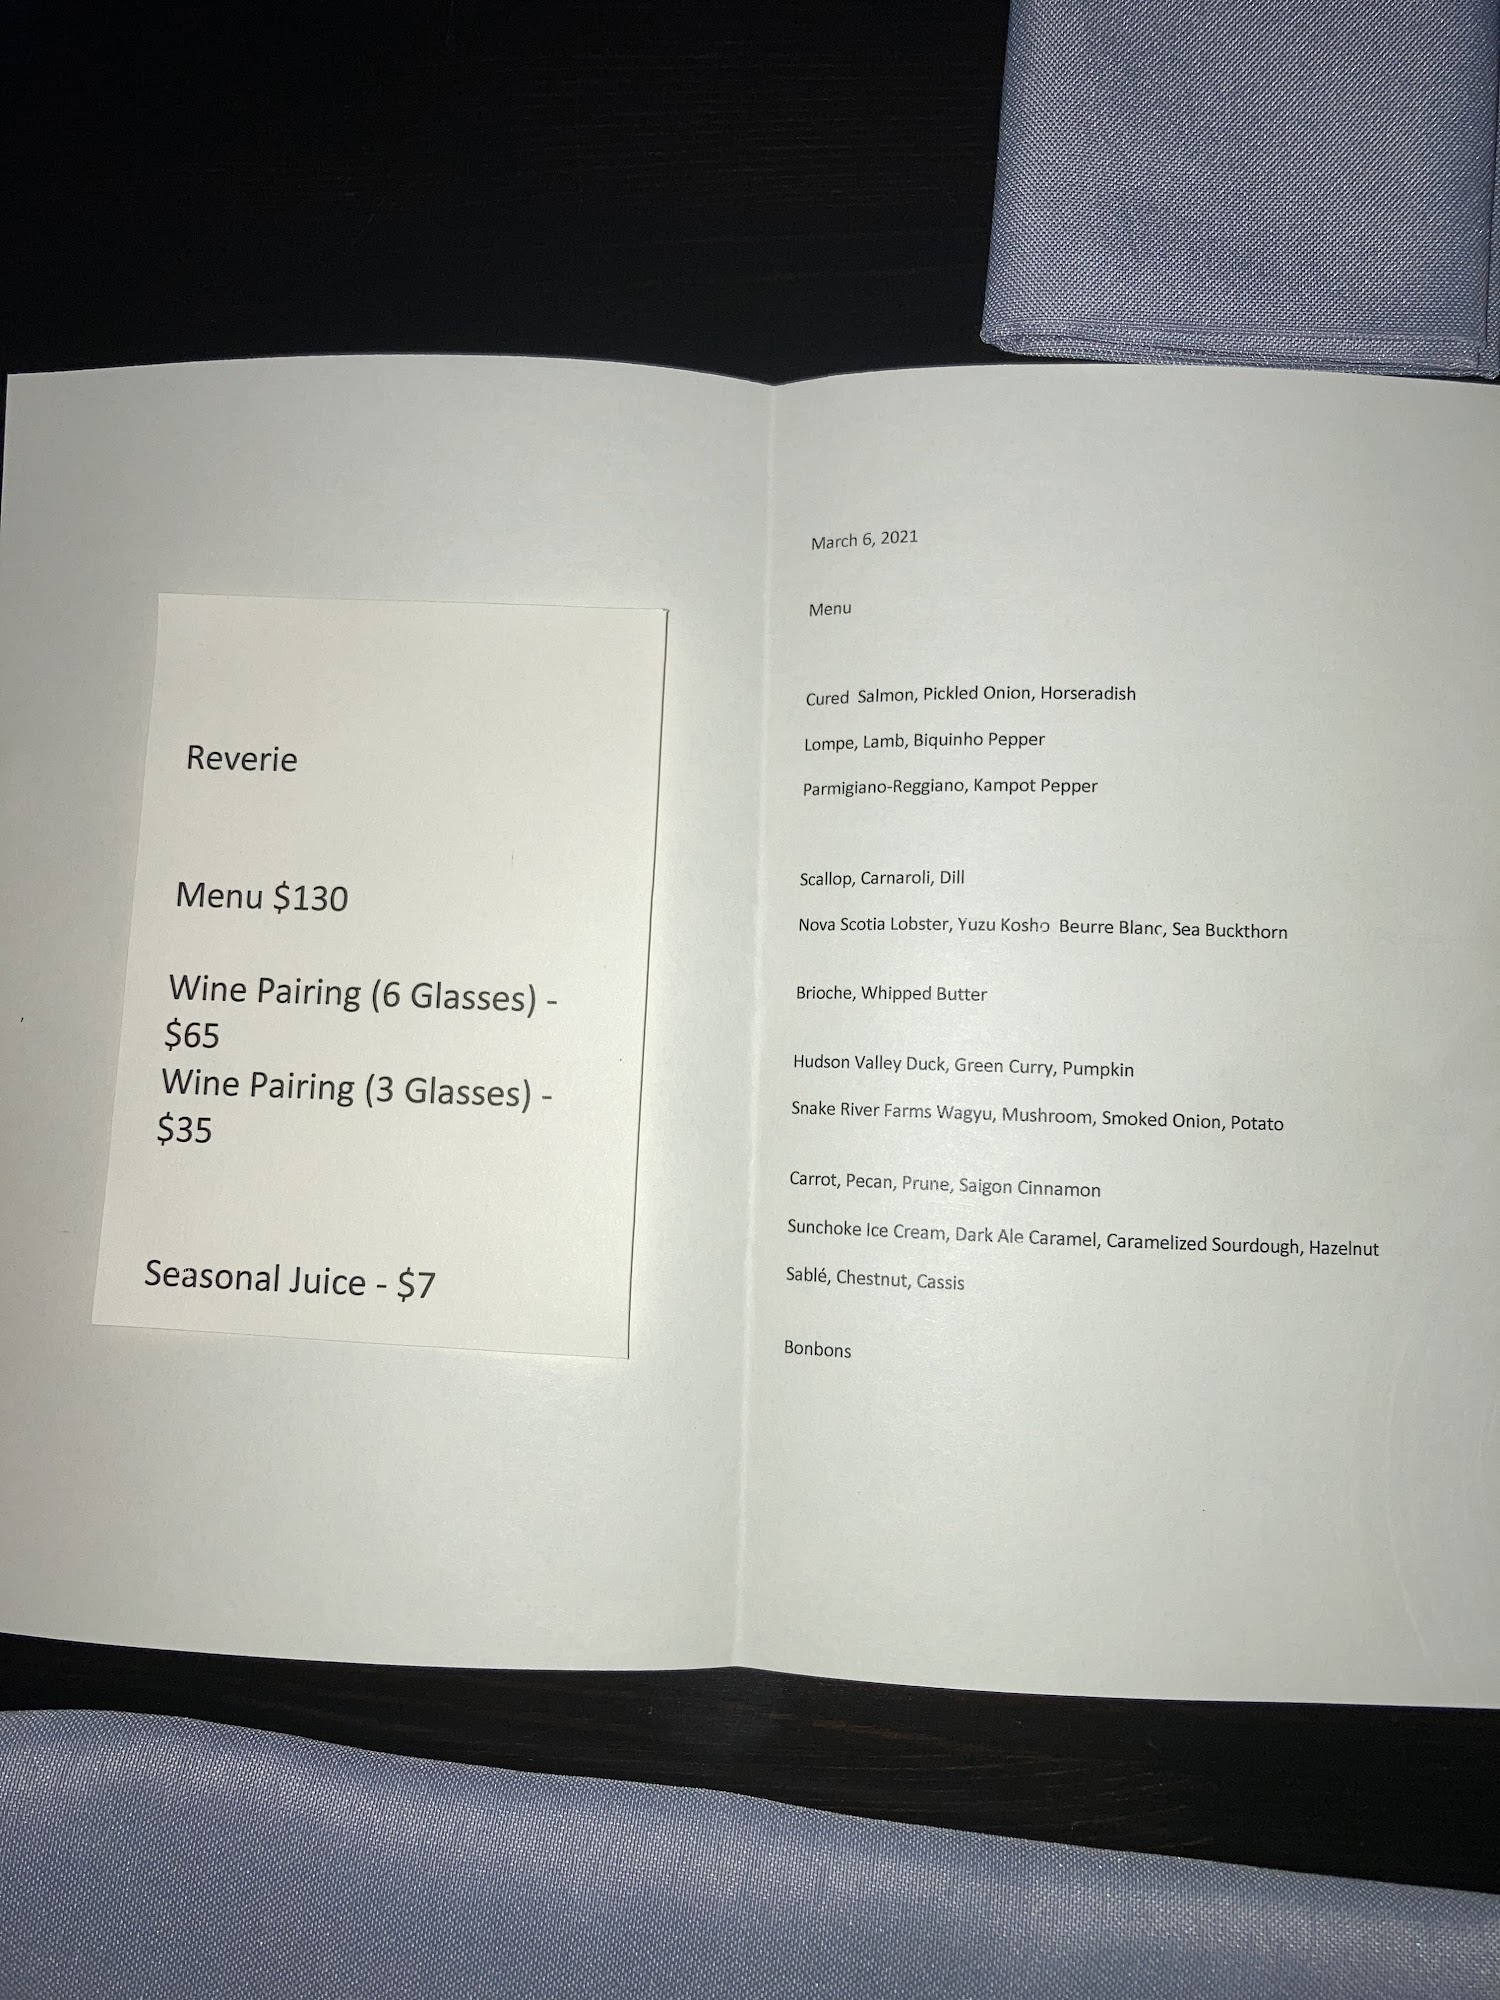 Reverie
Menu $130
Wine Pairing (6 Glasses) -
$65
Wine Pairing (3 Glasses) -
$35
Seasonal Juice - $7
March 6, 2021
Menu
Cured Salmon, Pickled Onion, Horseradish
Lompe, Lamb, Biquinho Pepper
Parmigiano-Reggiano, Kampot Pepper
Scallop, Carnaroli, Dill
Nova Scotia Lobster, Yuzu Kosho Beurre Blanc, Sea Buckthorn
Brioche, Whipped Butter
Hudson Valley Duck, Green Curry, Pumpkin
Snake River Farms Wagyu, Mushroom, Smoked Onion, Potato
Carrot, Pecan, Prune, Saigon Cinnamon
Sunchoke Ice Cream, Dark Ale Caramel, Caramelized Sourdough, Hazelnut
Sablé, Chestnut, Cassis
Bonbons